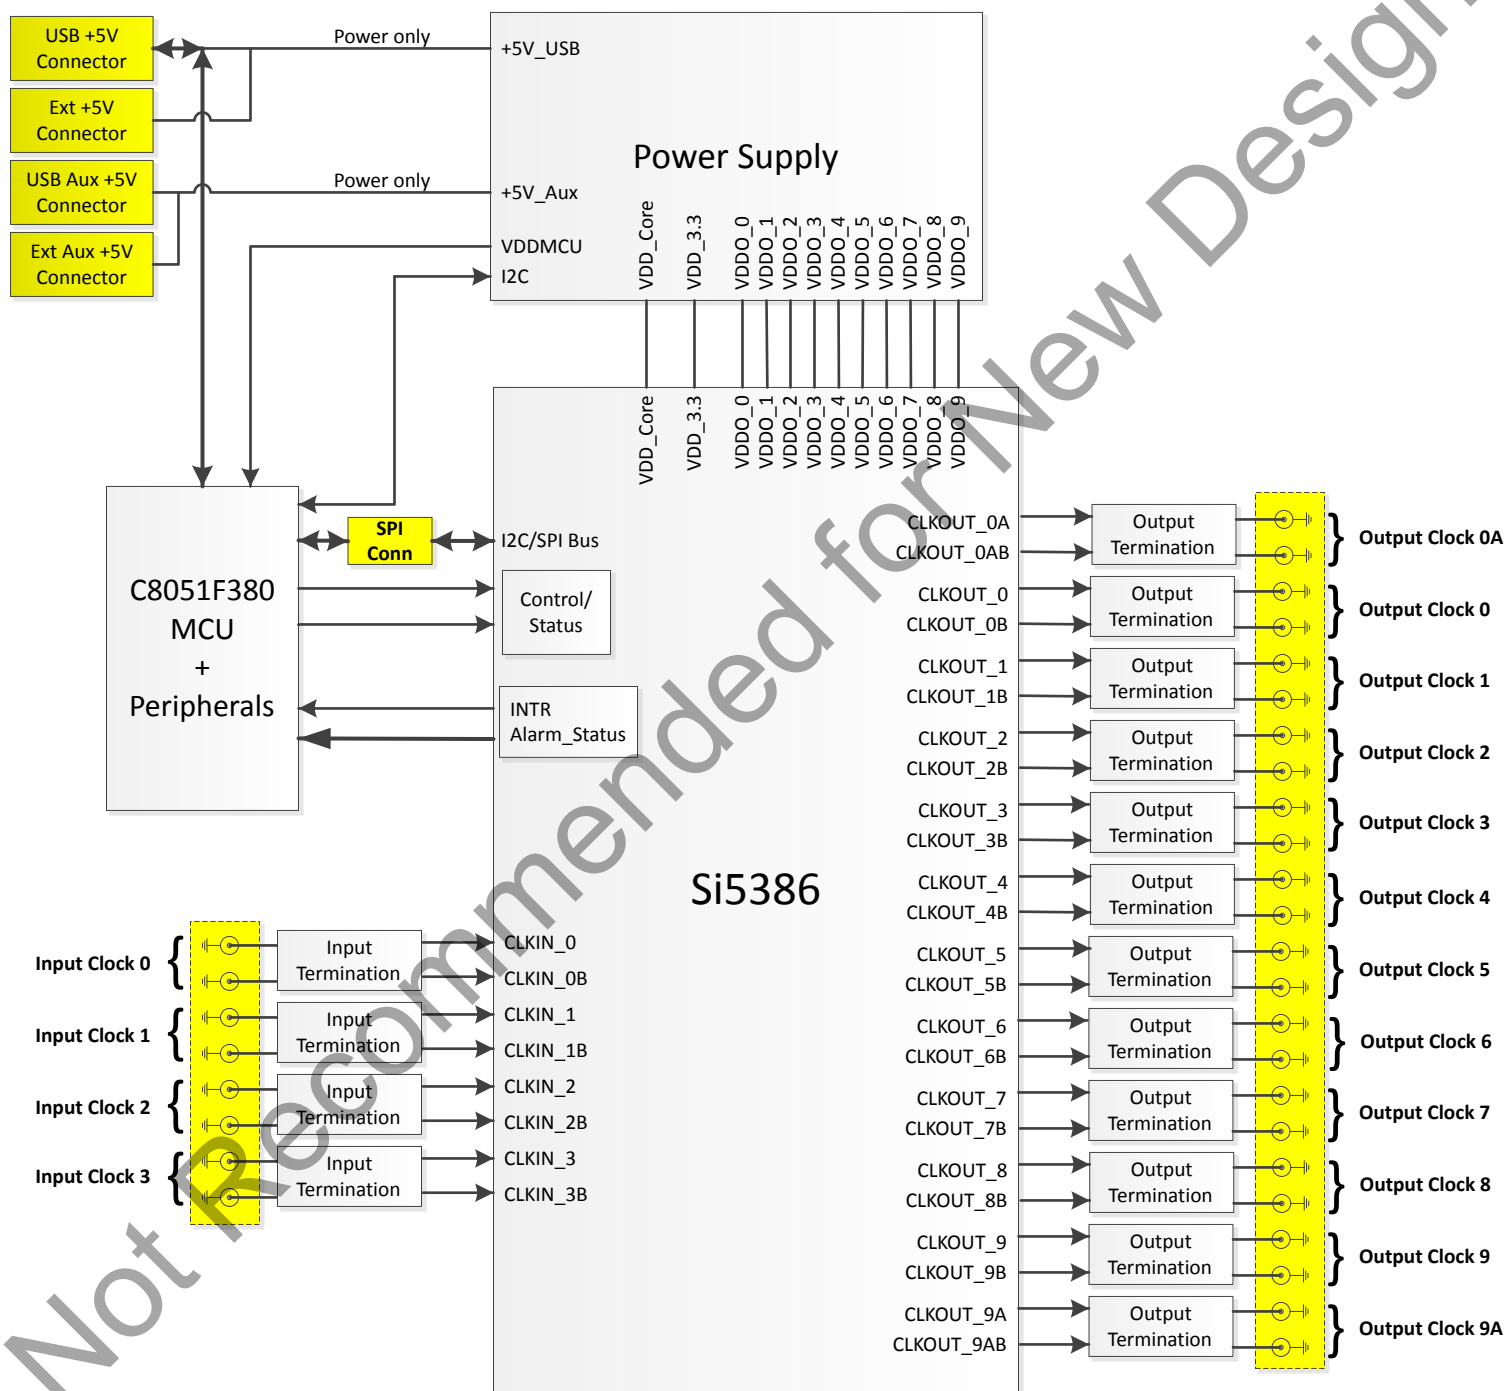 USB +5V
Connector
Ext +5V
Connector
USB Aux +5V
Connector
Ext Aux +5V
Connector
Power only
Power only
+5V_USB
Power Supply
+5V_Aux
VDDMCU
I2C
VDD_Core
VDD_3.3
VDDO_0
VDDO_1
VDDO_2
VDDO_3
VDDO_4
VDDO_5
VDDO_6
VDDO_7
VDDO_8
VDDO_9
VDD_Core
VDD_3.3
VDDO_0
VDDO_1
VDDO_2
VDDO_3
VDDO_4
VDDO_5
VDDO_6
VDDO_7
VDDO_8
VDDO_9
C8051F380
MCU
+
Peripherals
SPI
Conn
I2C/SPI Bus
Control/
Status
INTR
Alarm_Status
Si5386
Input Clock 0
Input
Termination
CLKIN_0
CLKIN_0B
Input Clock 1
Input
Termination
CLKIN_1
CLKIN_1B
Input Clock 2
Input
Termination
CLKIN_2
CLKIN_2B
Input Clock 3
Input
Termination
CLKIN_3
CLKIN_3B
CLKOUT_0A
CLKOUT_0AB
Output
Termination
Output Clock 0A
CLKOUT_0
CLKOUT_0B
Output
Termination
Output Clock 0
CLKOUT_1
CLKOUT_1B
Output
Termination
Output Clock 1
CLKOUT_2
CLKOUT_2B
Output
Termination
Output Clock 2
CLKOUT_3
CLKOUT_3B
Output
Termination
Output Clock 3
CLKOUT_4
CLKOUT_4B
Output
Termination
Output Clock 4
CLKOUT_5
CLKOUT_5B
Output
Termination
Output Clock 5
CLKOUT_6
CLKOUT_6B
Output
Termination
Output Clock 6
CLKOUT_7
CLKOUT_7B
Output
Termination
Output Clock 7
CLKOUT_8
CLKOUT_8B
Output
Termination
Output Clock 8
CLKOUT_9
CLKOUT_9B
Output
Termination
Output Clock 9
CLKOUT_9A
CLKOUT_9AB
Output
Termination
Output Clock 9A
Not Recommended for New Design